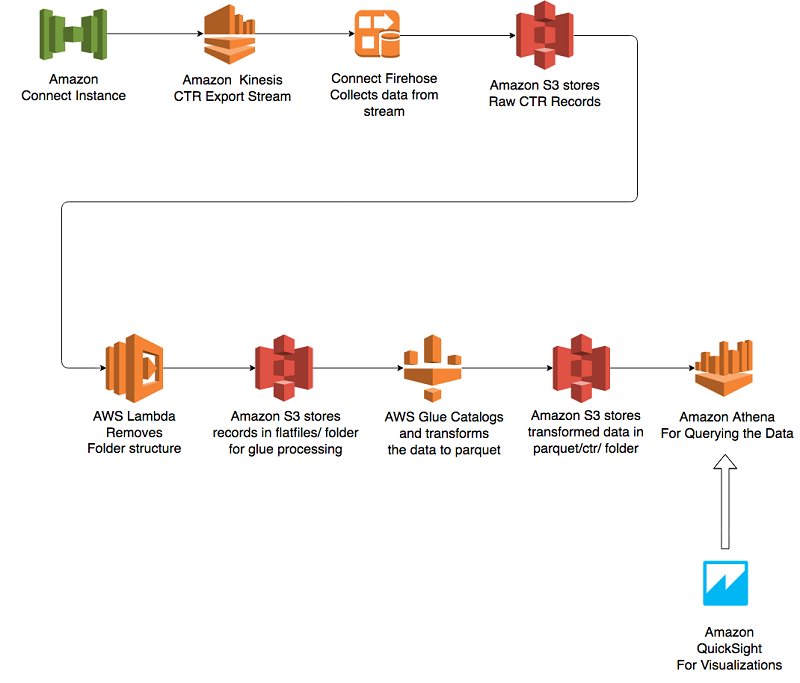 Amazon
Connect Instance
Amazon Kinesis
CTR Export Stream
Connect Firehose
Collects data from
stream
Amazon S3 stores
Raw CTR Records
AWS Lambda
Removes
Folder structure
Amazon S3 stores
records in flatfiles/ folder
for glue processing
AWS Glue Catalogs
and transforms
the data to parquet
Amazon S3 stores
transformed data in
parquet/ctr/ folder
Amazon Athena
For Querying the Data
Amazon
QuickSight
For Visualizations